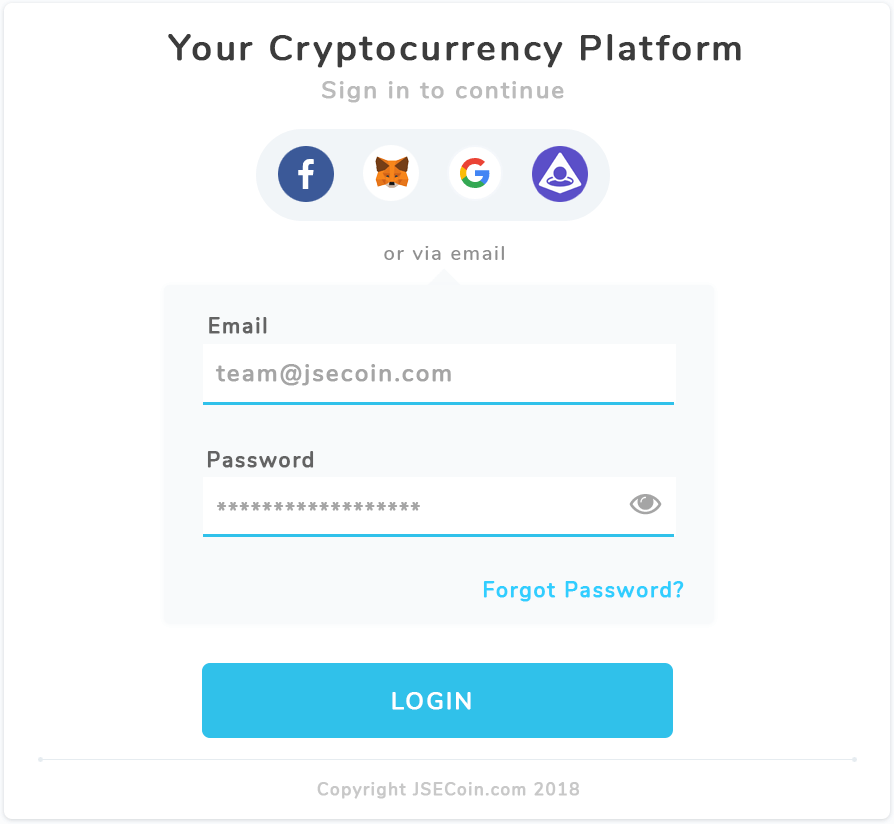 Your Cryptocurrency Platform
Sign in to continue
or via email
Email
team@jsecoin.com
Password
******************
Forgot Password?
LOGIN
Copyright JSECoin.com 2018